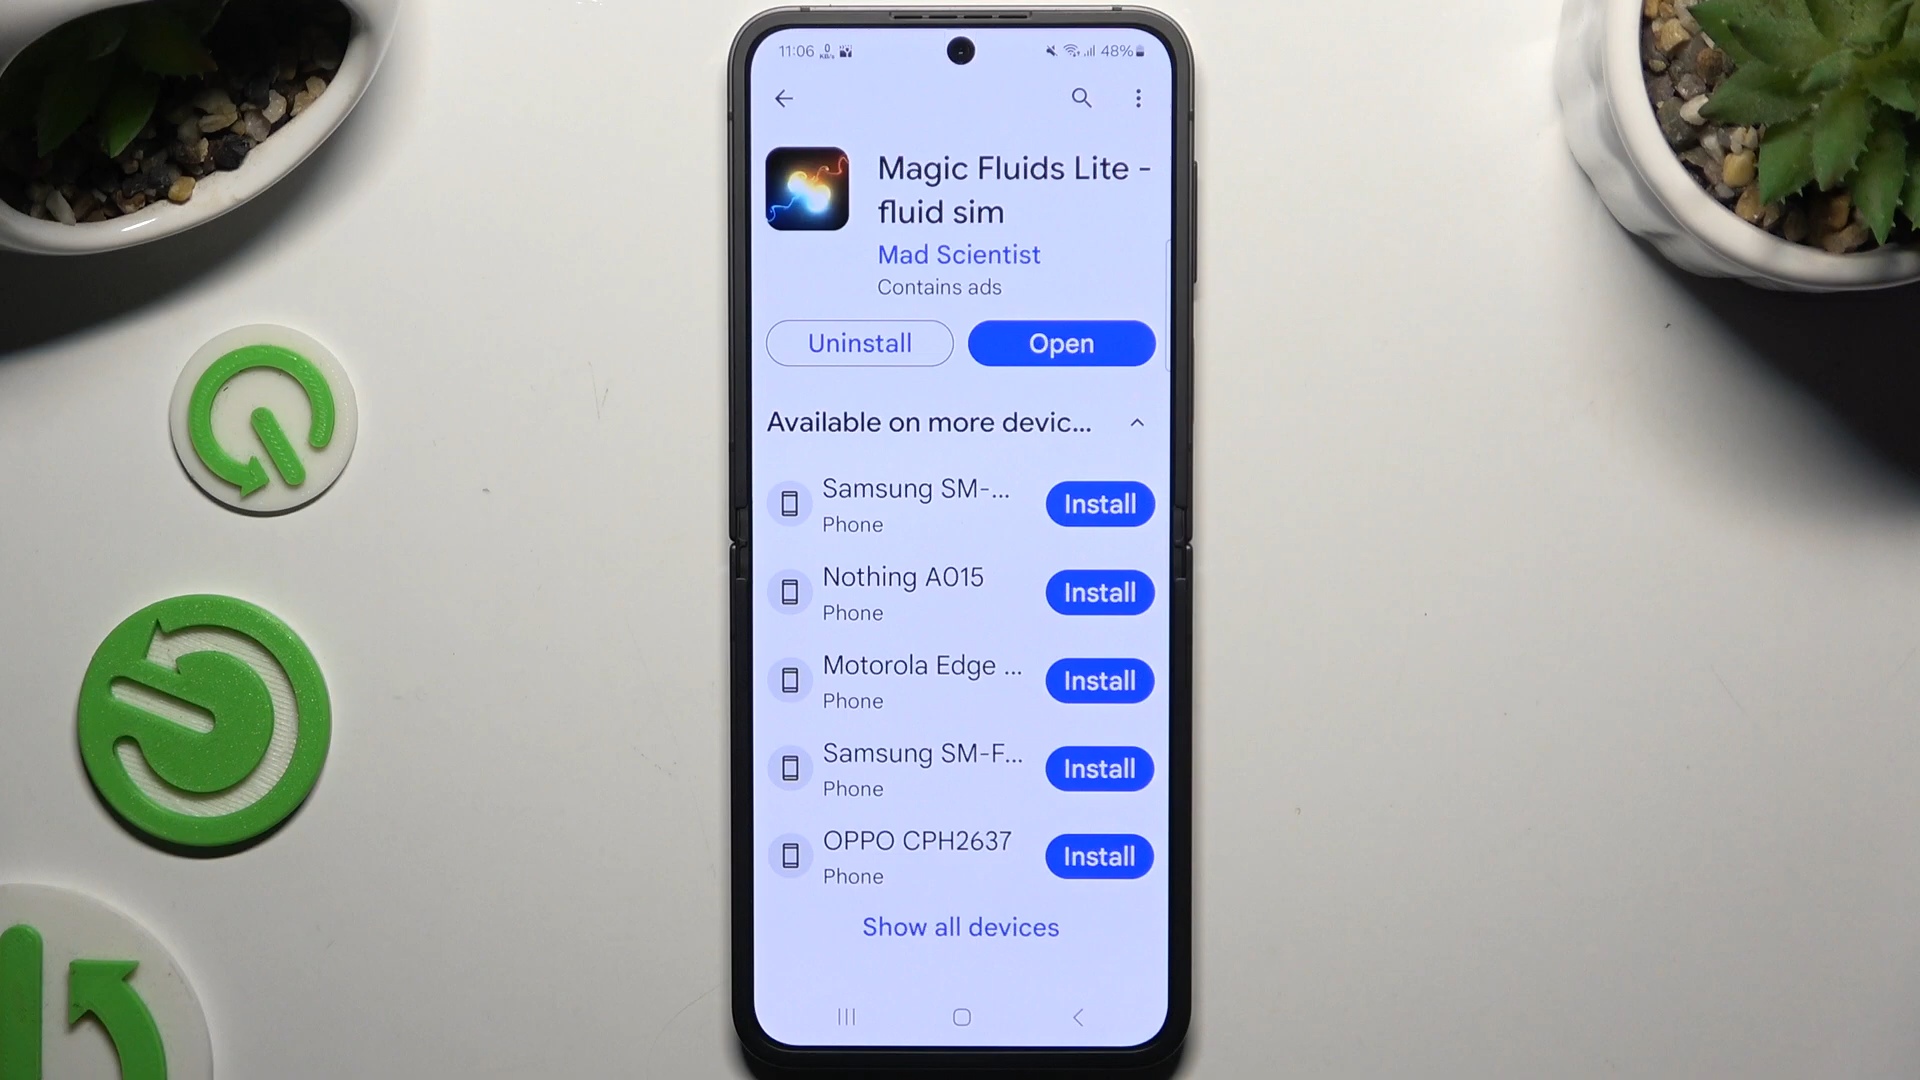 11:06 0 KB/s 48%
Magic Fluids Lite -
fluid sim
Mad Scientist
Contains ads
Uninstall Open
Available on more devic...
Samsung SM-...
Phone
Install
Nothing A015
Phone
Install
Motorola Edge ...
Phone
Install
Samsung SM-F...
Phone
Install
OPPO CPH2637
Phone
Install
Show all devices